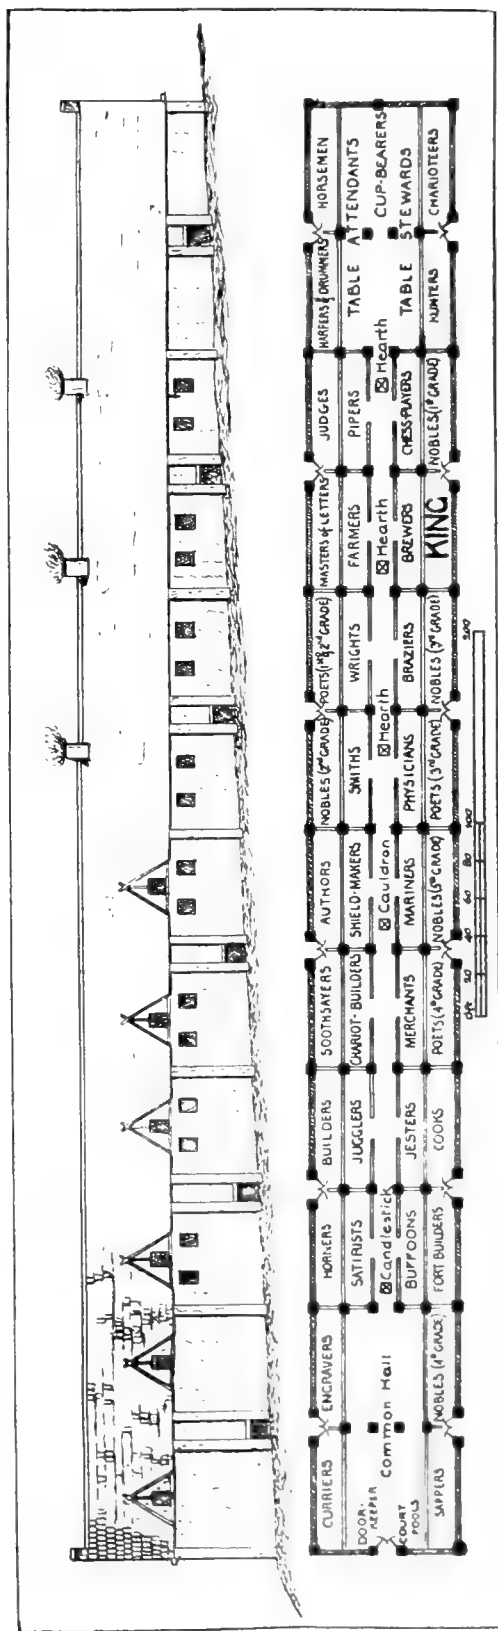 CURRIERS ENGRAVERS HORNERS BUILDERS SOOTHSAYERS AUTHORS NOBLES (2nd GRADE) POETS (1st & 2nd GRADE) MASTERS of LETTERS JUDGES HARPERS & DRUMMERS HORSEMEN
DOOR-
KEEPER
SATIRISTS JUGGLERS CHARIOT-BUILDERS SHIELD-MAKERS SMITHS WRIGHTS FARMERS PIPERS TABLE ATTENDANTS
Common Hall Candlestick Cauldron Hearth Hearth Hearth CUP-BEARERS
COURT
FOOLS
BUFFOONS JESTERS MERCHANTS MARINERS PHYSICIANS BRAZIERS BREWERS CHESS-PLAYERS TABLE STEWARDS
SAPPERS NOBLES (4th GRADE) FORT BUILDERS COOKS POETS (4th GRADE) NOBLES (5th GRADE) POETS (3rd GRADE) NOBLES (3rd GRADE) KING NOBLES (1st GRADE) HUNTERS CHARIOTEERS
0ft 20 40 60 80 100 200